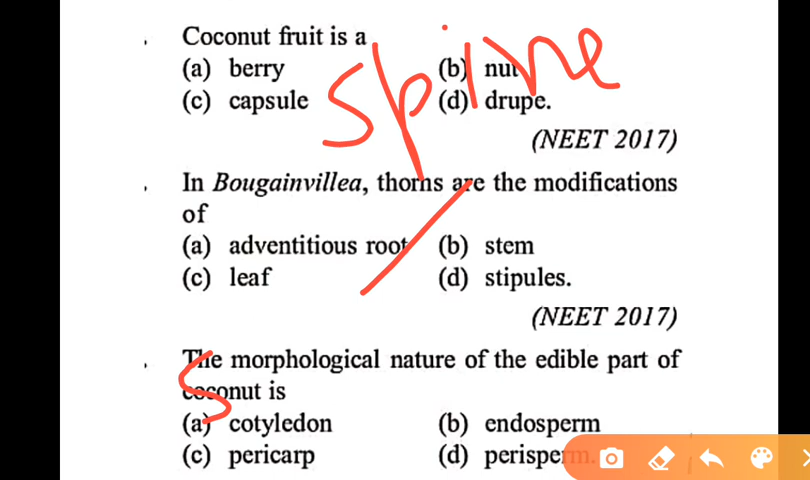 Coconut fruit is a
(a) berry (b) nut
(c) capsule (d) drupe.
spine
(NEET 2017)
In Bougainvillea, thorns are the modifications
of
(a) adventitious root (b) stem
(c) leaf (d) stipules.
(NEET 2017)
The morphological nature of the edible part of
coconut is
S
(a) cotyledon (b) endosperm
(c) pericarp (d) perisperm.